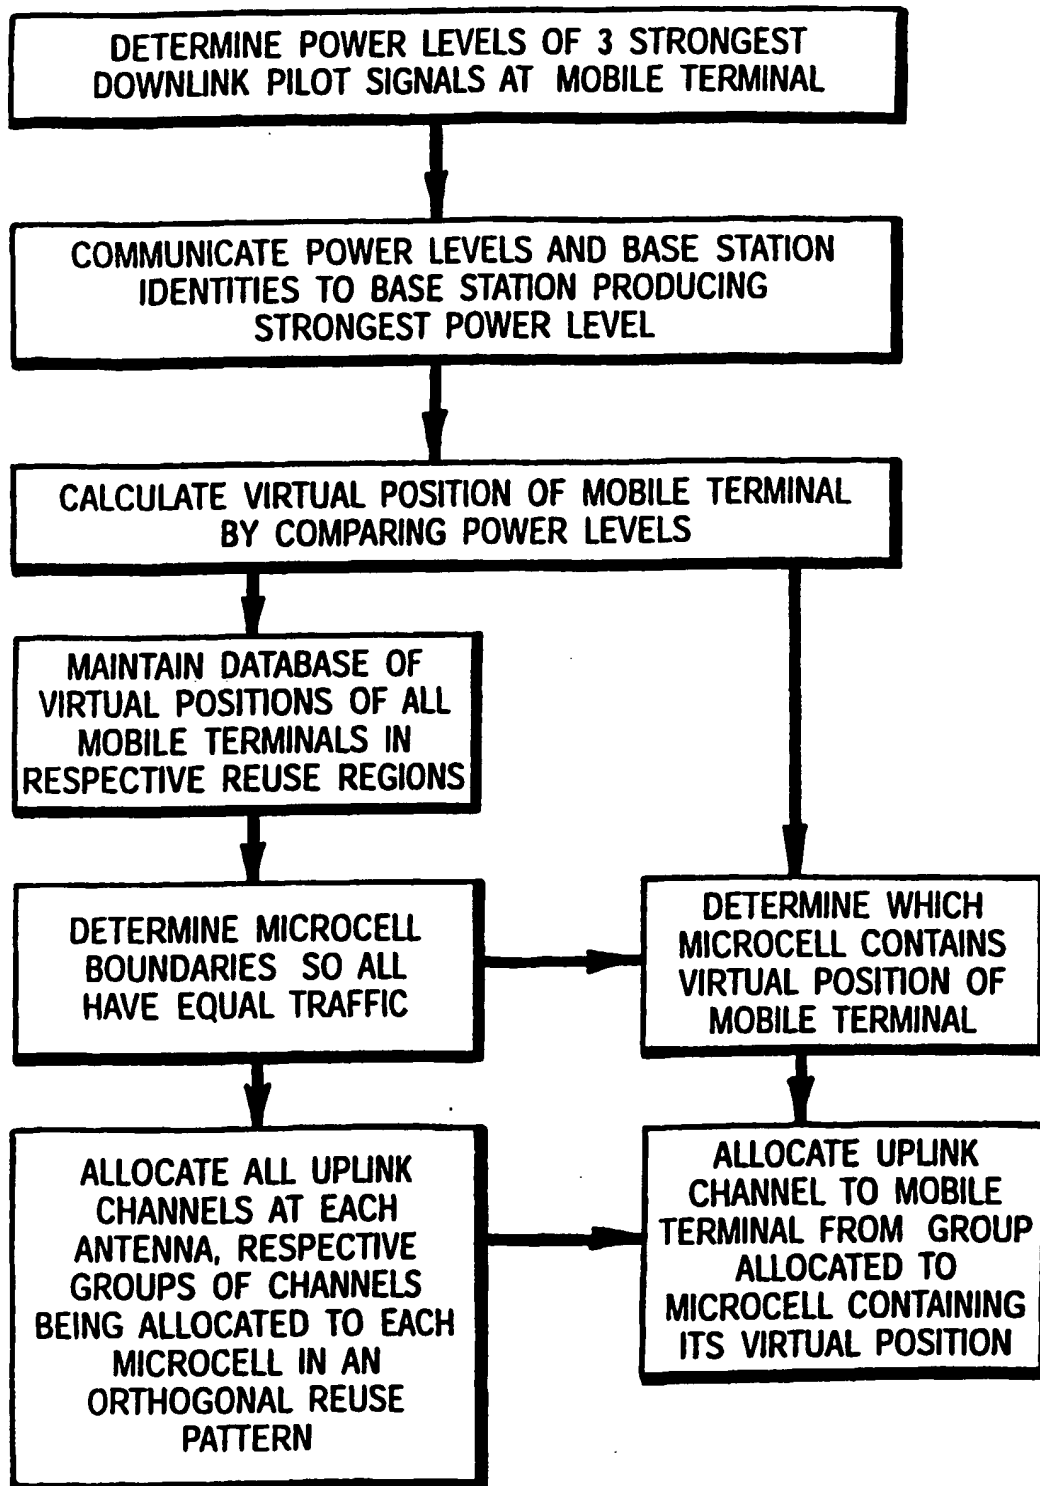 DETERMINE POWER LEVELS OF 3 STRONGEST
DOWNLINK PILOT SIGNALS AT MOBILE TERMINAL
COMMUNICATE POWER LEVELS AND BASE STATION
IDENTITIES TO BASE STATION PRODUCING
STRONGEST POWER LEVEL
CALCULATE VIRTUAL POSITION OF MOBILE TERMINAL
BY COMPARING POWER LEVELS
MAINTAIN DATABASE OF
VIRTUAL POSITIONS OF ALL
MOBILE TERMINALS IN
RESPECTIVE REUSE REGIONS
DETERMINE MICROCELL
BOUNDARIES SO ALL
HAVE EQUAL TRAFFIC
DETERMINE WHICH
MICROCELL CONTAINS
VIRTUAL POSITION OF
MOBILE TERMINAL
ALLOCATE ALL UPLINK
CHANNELS AT EACH
ANTENNA, RESPECTIVE
GROUPS OF CHANNELS
BEING ALLOCATED TO EACH
MICROCELL IN AN
ORTHOGONAL REUSE
PATTERN
ALLOCATE UPLINK
CHANNEL TO MOBILE
TERMINAL FROM GROUP
ALLOCATED TO
MICROCELL CONTAINING
ITS VIRTUAL POSITION